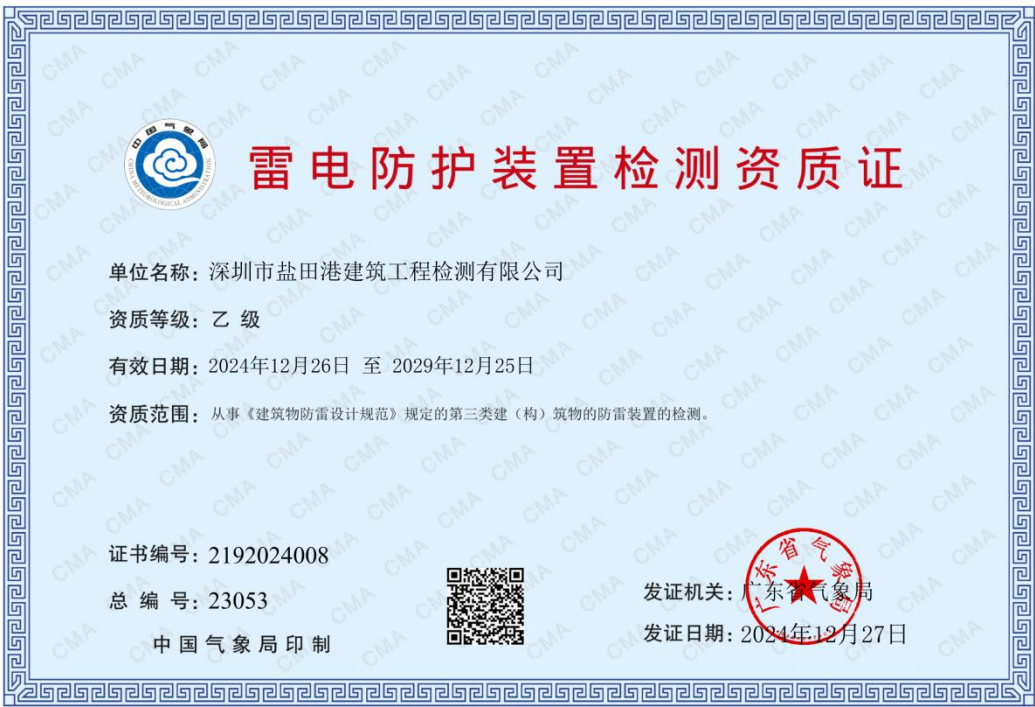 中国气象局
CHINA METEOROLOGICAL ADMINISTRATION
雷电防护装置检测资质证
单位名称：深圳市盐田港建筑工程检测有限公司
资质等级：乙 级
有效日期：2024年12月26日 至 2029年12月25日
资质范围：从事《建筑物防雷设计规范》规定的第三类建（构）筑物的防雷装置的检测。
证书编号：2192024008
总 编 号：23053
中国气象局印制
发证机关：广东省气象局
发证日期：2024年12月27日
广东省气象局
CMA